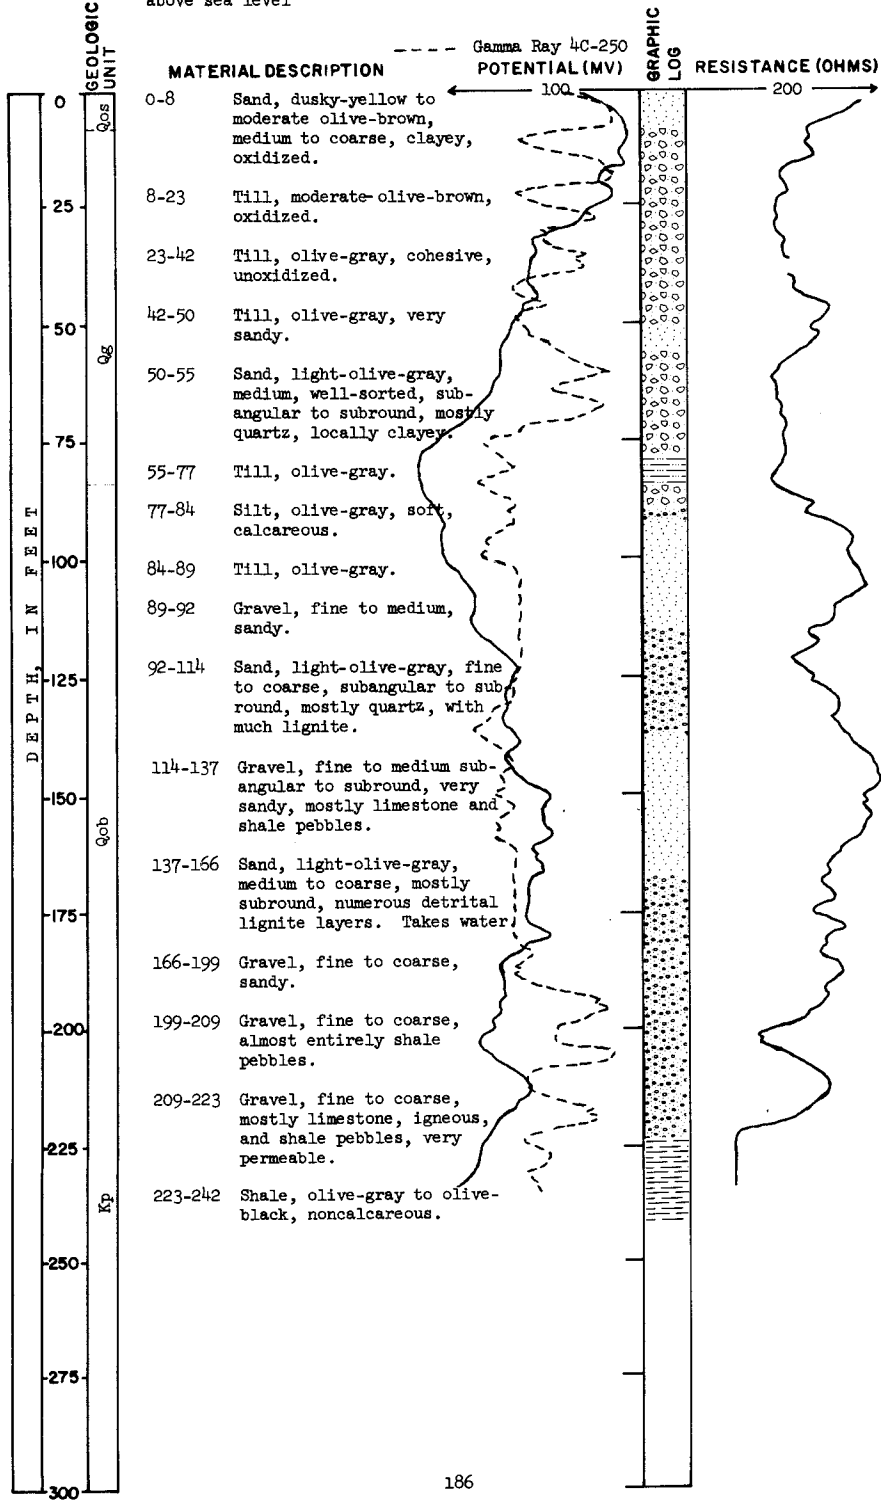 above sea level
GEOLOGIC
UNIT
---- Gamma Ray 4C-250
MATERIAL DESCRIPTION
POTENTIAL (MV)
GRAPHIC
LOG
RESISTANCE (OHMS)
100
200
DEPTH, IN FEET
0
25
50
75
100
125
150
175
200
225
250
275
300
Qos
Qg
Qob
Kp
0-8 Sand, dusky-yellow to
moderate olive-brown,
medium to coarse, clayey,
oxidized.
8-23 Till, moderate-olive-brown,
oxidized.
23-42 Till, olive-gray, cohesive,
unoxidized.
42-50 Till, olive-gray, very
sandy.
50-55 Sand, light-olive-gray,
medium, well-sorted, sub-
angular to subround, mostly
quartz, locally clayey.
55-77 Till, olive-gray.
77-84 Silt, olive-gray, soft,
calcareous.
84-89 Till, olive-gray.
89-92 Gravel, fine to medium,
sandy.
92-114 Sand, light-olive-gray, fine
to coarse, subangular to sub
round, mostly quartz, with
much lignite.
114-137 Gravel, fine to medium sub-
angular to subround, very
sandy, mostly limestone and
shale pebbles.
137-166 Sand, light-olive-gray,
medium to coarse, mostly
subround, numerous detrital
lignite layers. Takes water.
166-199 Gravel, fine to coarse,
sandy.
199-209 Gravel, fine to coarse,
almost entirely shale
pebbles.
209-223 Gravel, fine to coarse,
mostly limestone, igneous,
and shale pebbles, very
permeable.
223-242 Shale, olive-gray to olive-
black, noncalcareous.
186